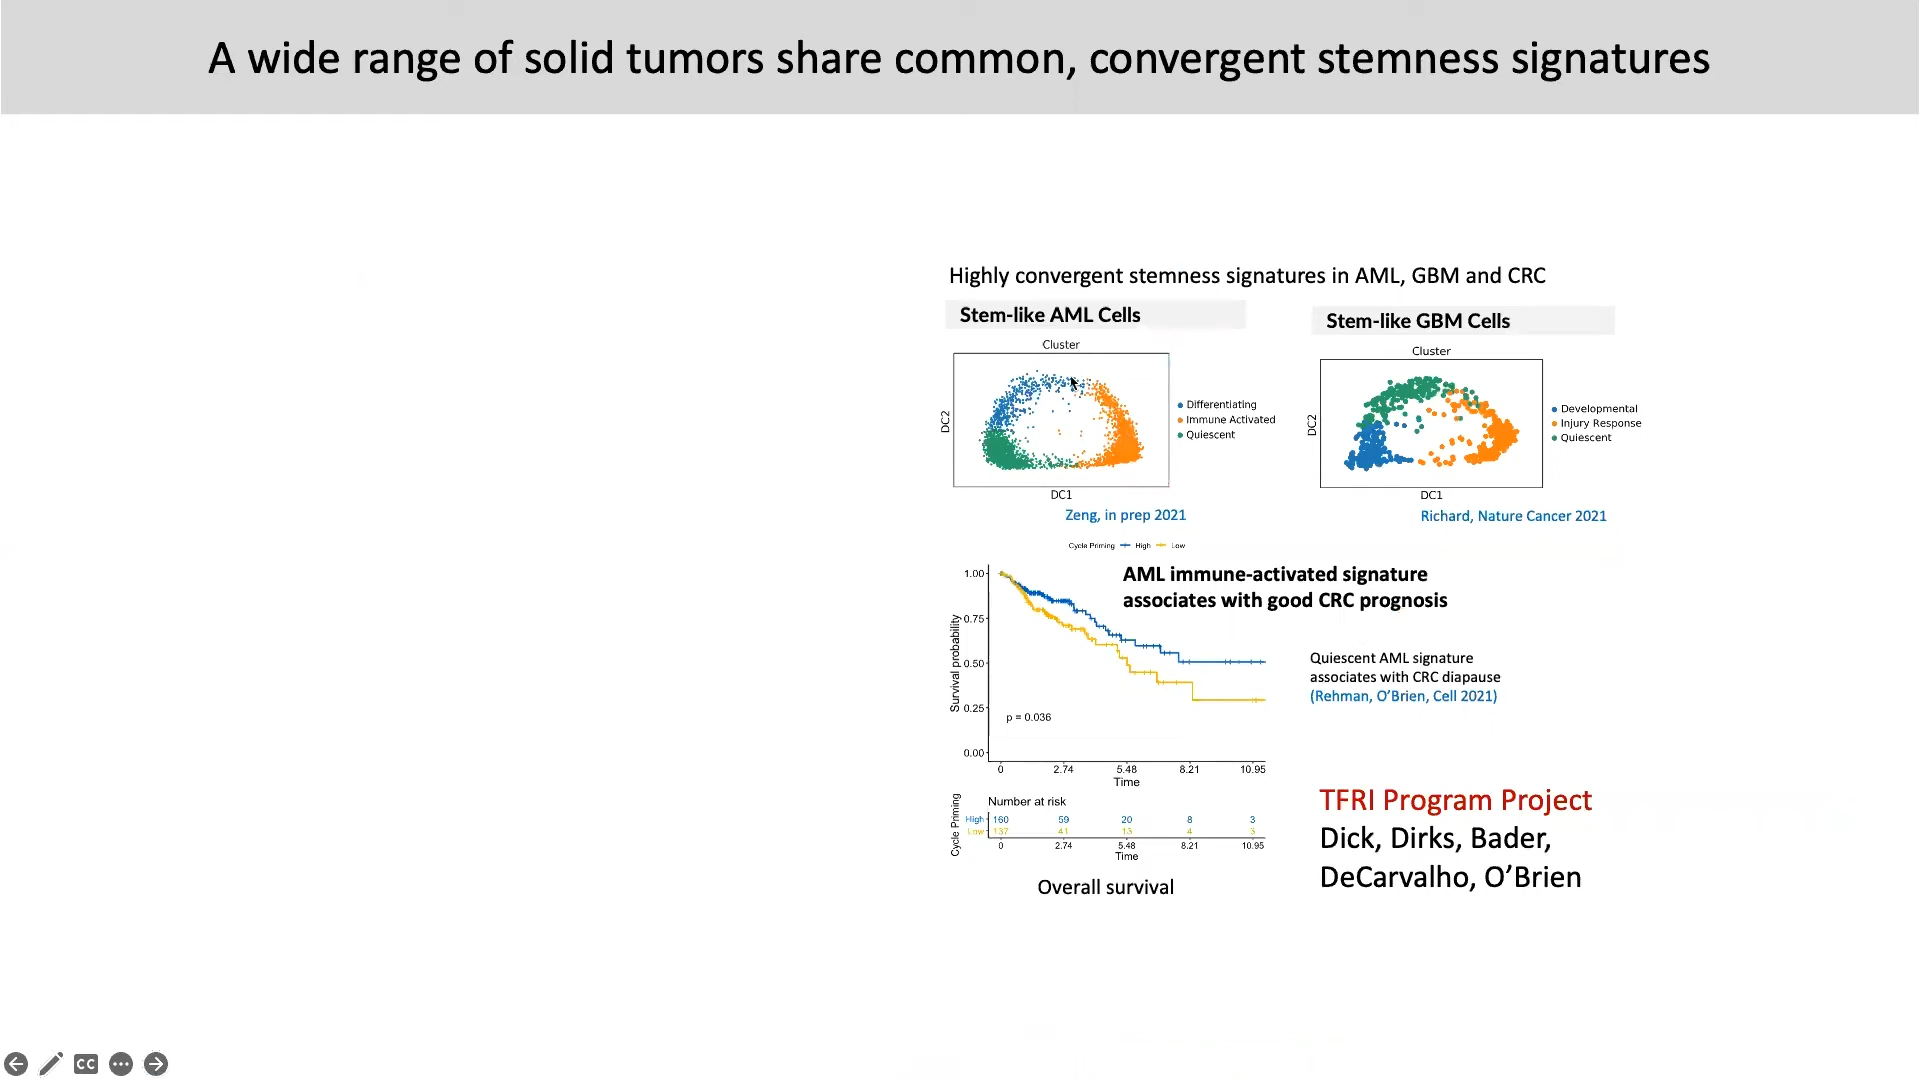 A wide range of solid tumors share common, convergent stemness signatures
Highly convergent stemness signatures in AML, GBM and CRC
Stem-like AML Cells
Cluster
DC2
Differentiating
Immune Activated
Quiescent
DC1
Zeng, in prep 2021
Stem-like GBM Cells
Cluster
DC2
Developmental
Injury Response
Quiescent
DC1
Richard, Nature Cancer 2021
Cycle Priming High Low
AML immune-activated signature
associates with good CRC prognosis
Survival probability
1.00
0.75
0.50
0.25
0.00
p = 0.036
0 2.74 5.48 8.21 10.95
Time
Quiescent AML signature
associates with CRC diapause
(Rehman, O’Brien, Cell 2021)
Cycle Priming
Number at risk
High 160 59 20 8 3
Low 137 41 13 4 3
0 2.74 5.48 8.21 10.95
Time
Overall survival
TFRI Program Project
Dick, Dirks, Bader,
DeCarvalho, O’Brien
CC